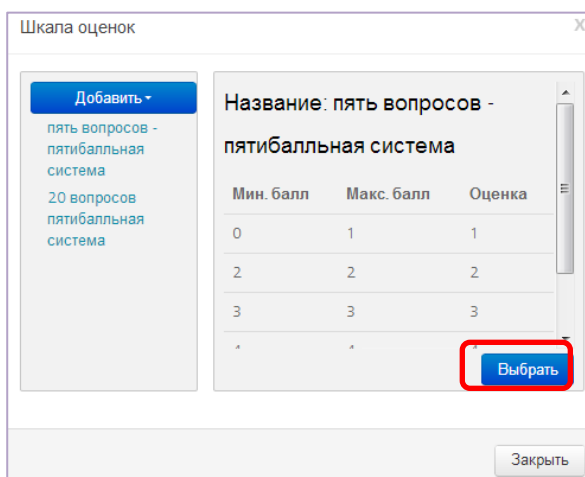 Шкала оценок
X
Добавить
пять вопросов -
пятибалльная
система
20 вопросов
пятибалльная
система
Название: пять вопросов -
пятибалльная система
Мин. балл Макс. балл Оценка
0 1 1
2 2 2
3 3 3
Выбрать
Закрыть